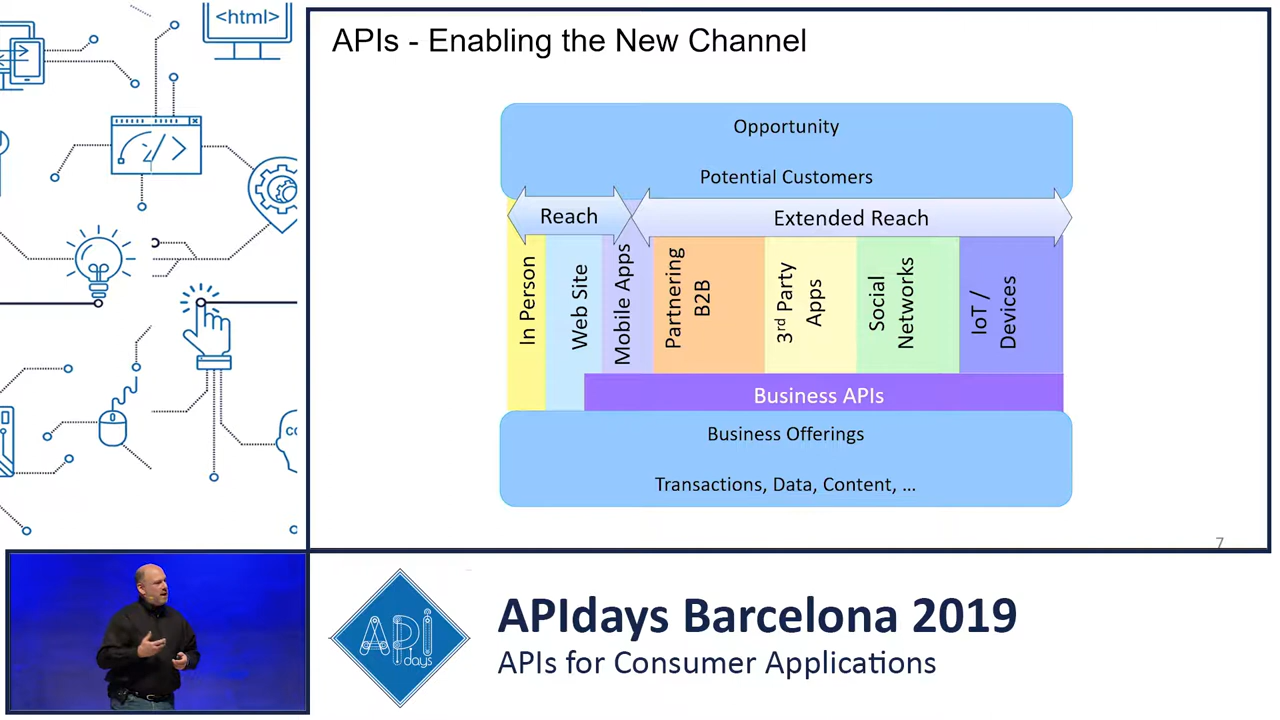 <html>
APIs - Enabling the New Channel
Opportunity
Potential Customers
Reach
Extended Reach
In Person
Web Site
Mobile Apps
Partnering
B2B
3rd Party
Apps
Social
Networks
IoT /
Devices
Business APIs
Business Offerings
Transactions, Data, Content, ...
7
API
days
APIdays Barcelona 2019
APIs for Consumer Applications